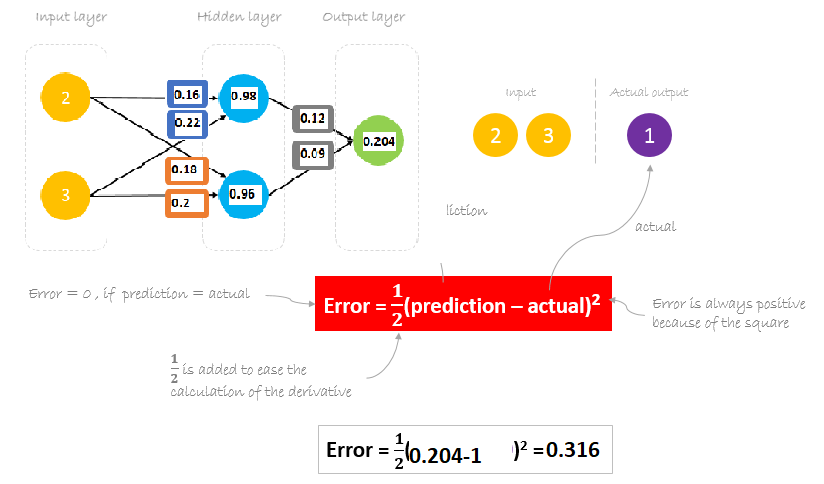 Input layer
Hidden layer
Output layer
2
3
0.16
0.22
0.18
0.2
0.98
0.96
0.12
0.09
0.204
Input
Actual output
2 3
1
liction
actual
Error = 0 , if prediction = actual
Error = 1/2 (prediction – actual)²
Error is always positive
because of the square
1/2 is added to ease the
calculation of the derivative
Error = 1/2 (0.204-1 )² = 0.316